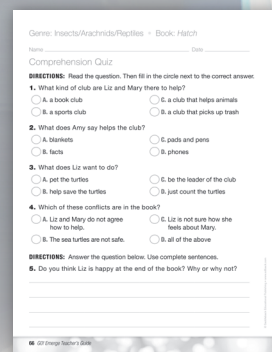 Genre: Insects/Arachnids/Reptiles • Book: Hatch
Name Date
Comprehension Quiz
DIRECTIONS: Read the question. Then fill in the circle next to the correct answer.
1. What kind of club are Liz and Mary there to help?
A. a book club
C. a club that helps animals
B. a sports club
D. a club that picks up trash
2. What does Amy say helps the club?
A. blankets
C. pads and pens
B. facts
D. phones
3. What does Liz want to do?
A. pet the turtles
C. be the leader of the club
B. help save the turtles
D. just count the turtles
4. Which of these conflicts are in the book?
A. Liz and Mary do not agree
how to help.
C. Liz is not sure how she
feels about Mary.
B. The sea turtles are not safe.
D. all of the above
DIRECTIONS: Answer the question below. Use complete sentences.
5. Do you think Liz is happy at the end of the book? Why or why not?
66 GO! Emerge Teacher's Guide